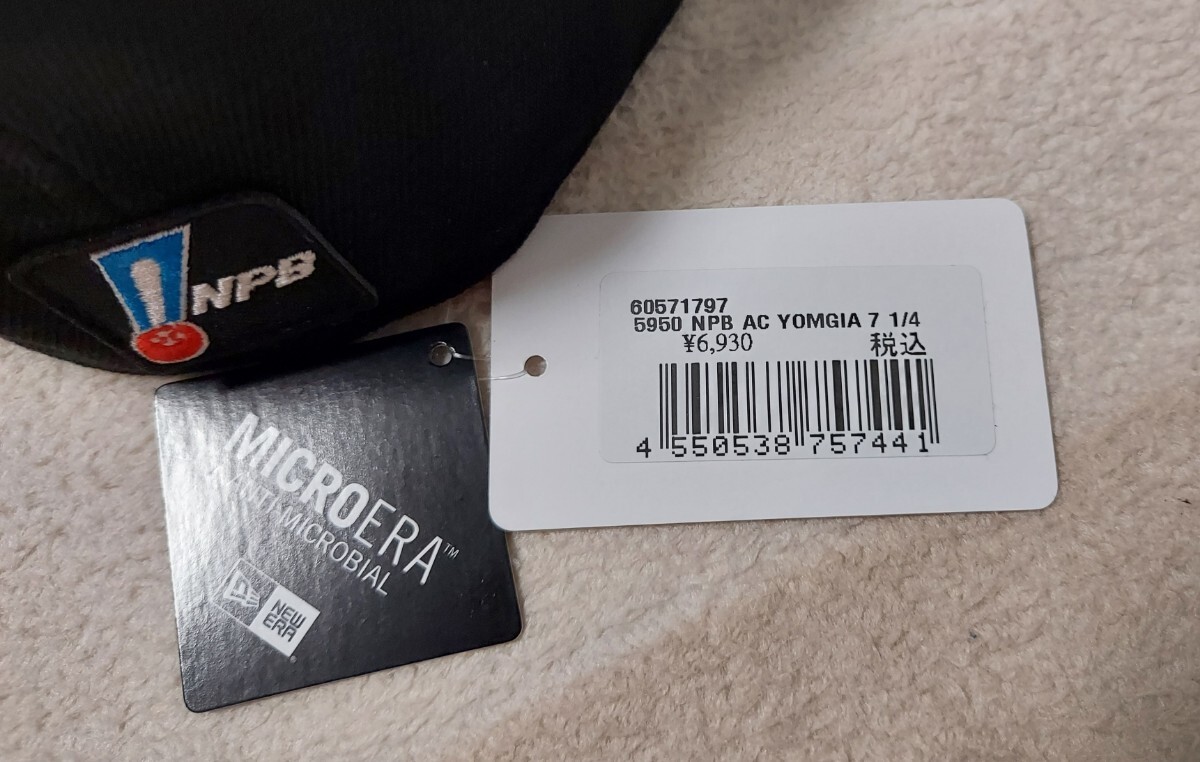 NPB
60571797
5950 NPB AC YOMGIA 7 1/4
¥6,930 税込
4 550538 757441
MICROERA™
ANTI-MICROBIAL
NEW
ERA